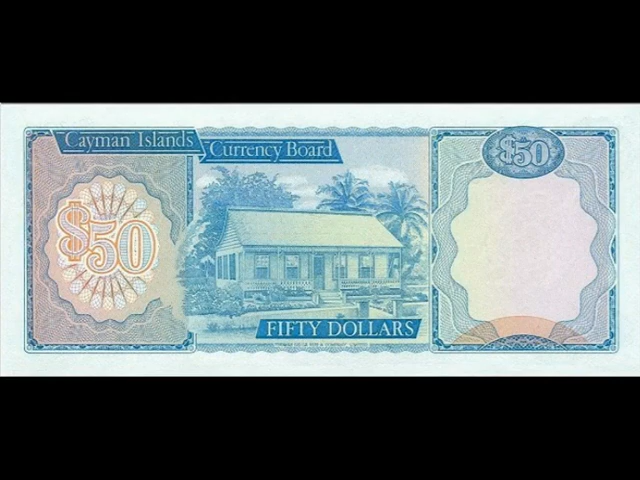 Cayman Islands
Currency Board
$50
$50
FIFTY DOLLARS